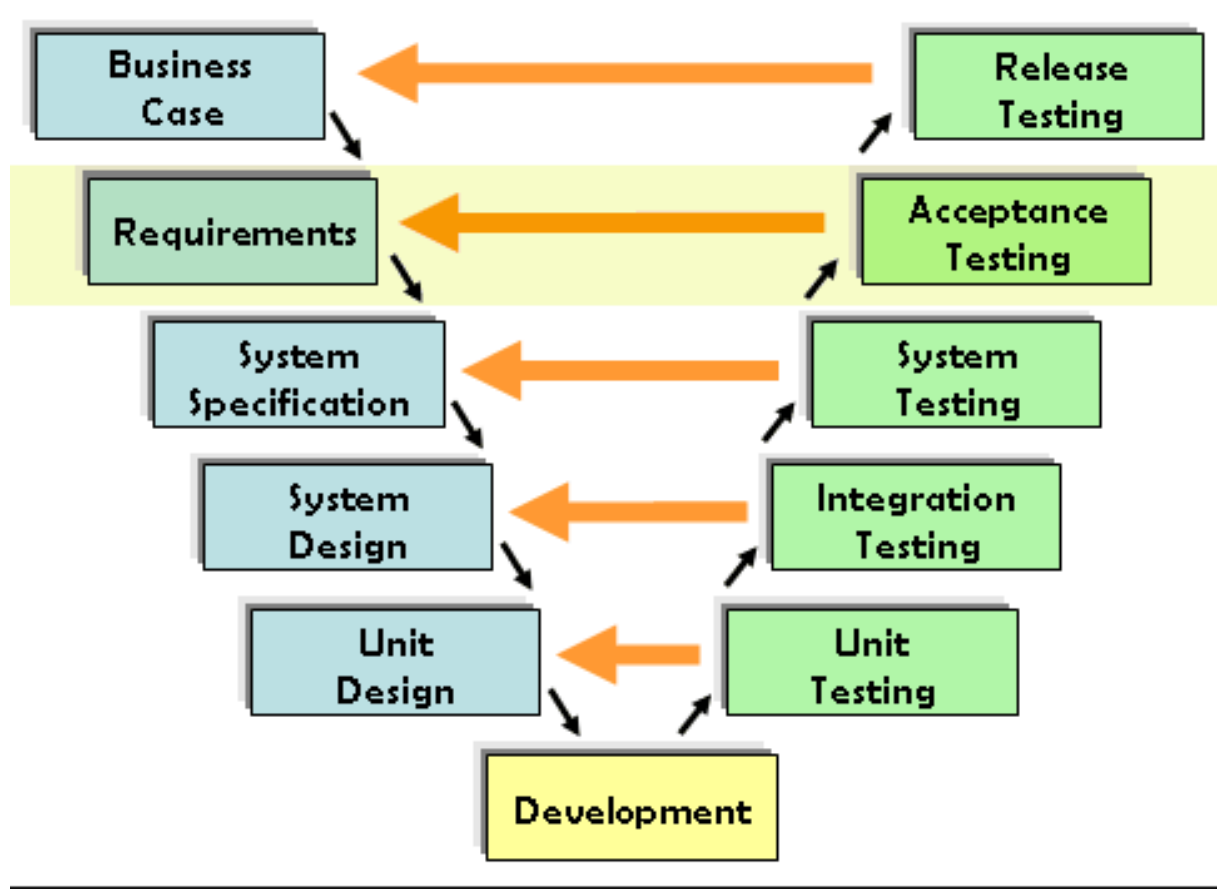 Business
Case
Release
Testing
Requirements
Acceptance
Testing
System
Specification
System
Testing
System
Design
Integration
Testing
Unit
Design
Unit
Testing
Development